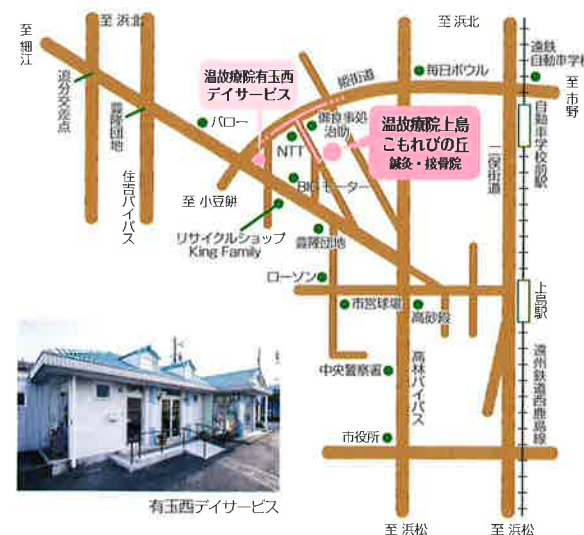 至 浜北
至 浜北
至 細江
遠鉄
自動車学校
毎日ボウル
姫街道
至 市野
温故療院有玉西
デイサービス
追分交差点
葵隆団地
バロー
御食事処
治助
NTT
温故療院上島
こもれびの丘
鍼灸・接骨院
自動車学校前駅
二俣街道
住吉バイパス
BIGモーター
至 小豆餅
リサイクルショップ
King Family
葵隆団地
ローソン
市営球場
高砂殿
上島駅
中央警察署
高林バイパス
遠州鉄道西鹿島線
市役所
有玉西デイサービス
至 浜松
至 浜松